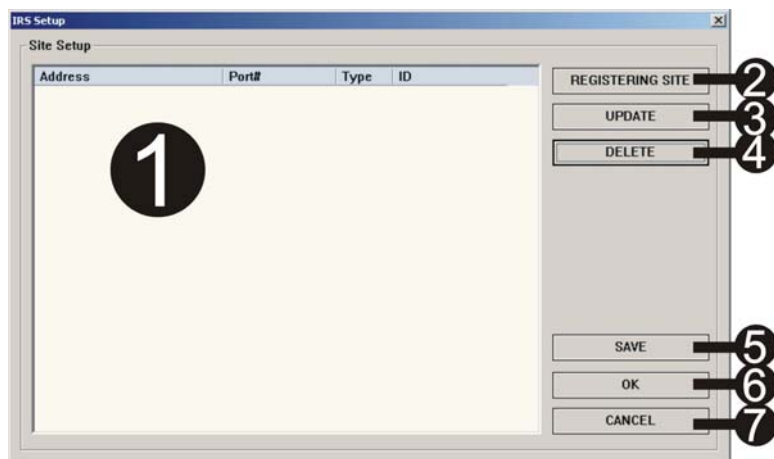 IRS Setup
Site Setup
Address Port# Type ID
1
REGISTERING SITE 2
UPDATE 3
DELETE 4
SAVE 5
OK 6
CANCEL 7